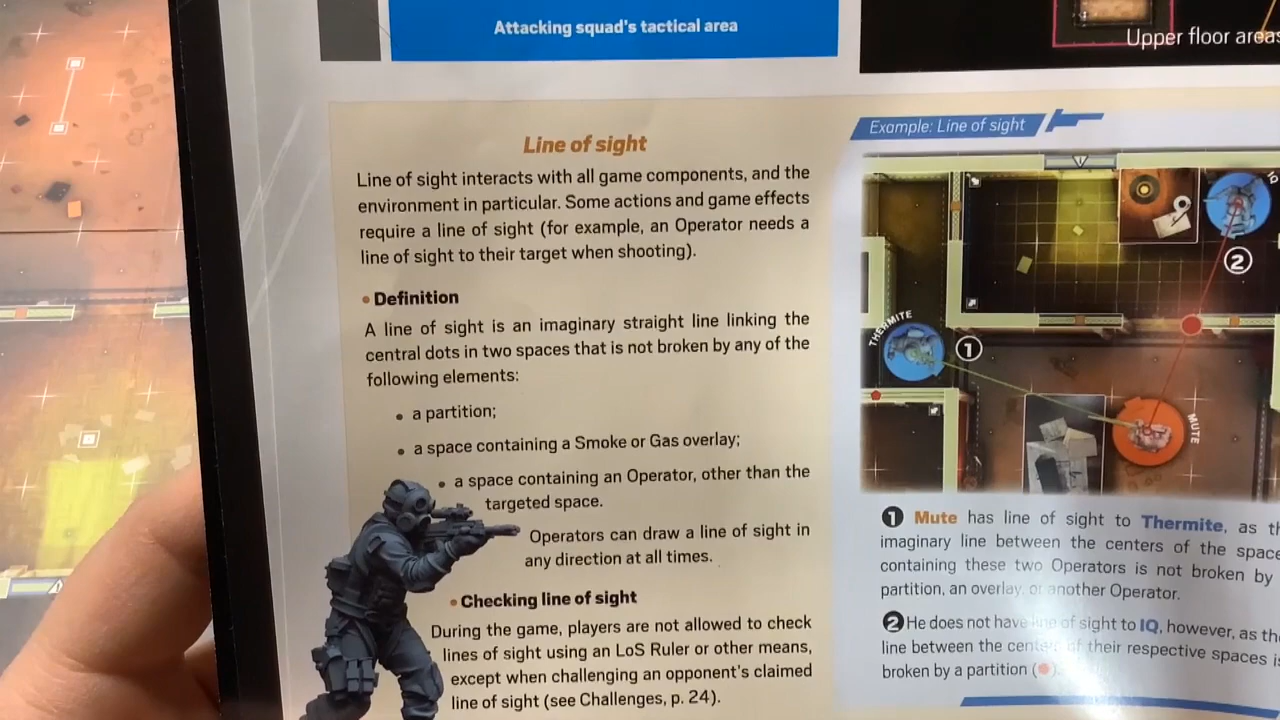 Attacking squad's tactical area
Upper floor areas
Line of sight
Line of sight interacts with all game components, and the
environment in particular. Some actions and game effects
require a line of sight (for example, an Operator needs a
line of sight to their target when shooting).
• Definition
A line of sight is an imaginary straight line linking the
central dots in two spaces that is not broken by any of the
following elements:
• a partition;
• a space containing a Smoke or Gas overlay;
• a space containing an Operator, other than the
targeted space.
Operators can draw a line of sight in
any direction at all times.
• Checking line of sight
During the game, players are not allowed to check
lines of sight using an LoS Ruler or other means,
except when challenging an opponent's claimed
line of sight (see Challenges, p. 24).
Example: Line of sight
IQ
2
THERMITE
1
MUTE
1 Mute has line of sight to Thermite, as th
imaginary line between the centers of the space
containing these two Operators is not broken by
partition, an overlay, or another Operator.
2 He does not have line of sight to IQ, however, as the
line between the centers of their respective spaces is
broken by a partition ( ).